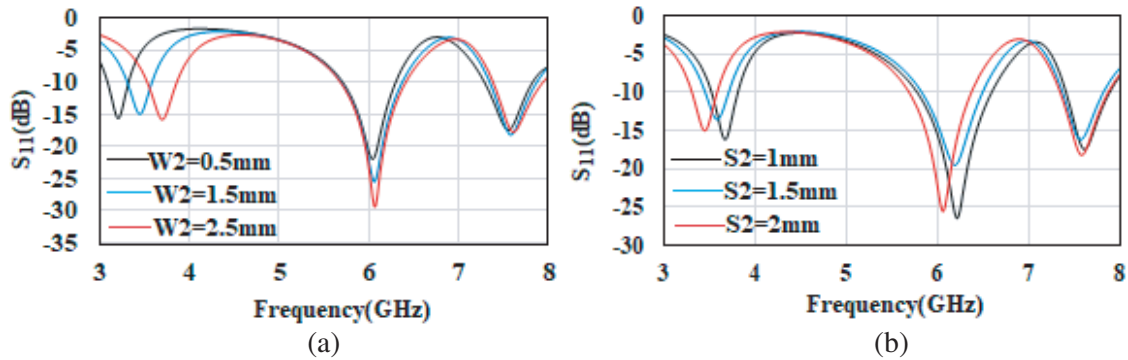 0
-5
-10
-15
-20
-25
-30
-35
S11(dB)
W2=0.5mm
W2=1.5mm
W2=2.5mm
3 4 5 6 7 8
Frequency(GHz)
(a)
0
-5
-10
-15
-20
-25
-30
S11(dB)
S2=1mm
S2=1.5mm
S2=2mm
3 4 5 6 7 8
Frequency(GHz)
(b)